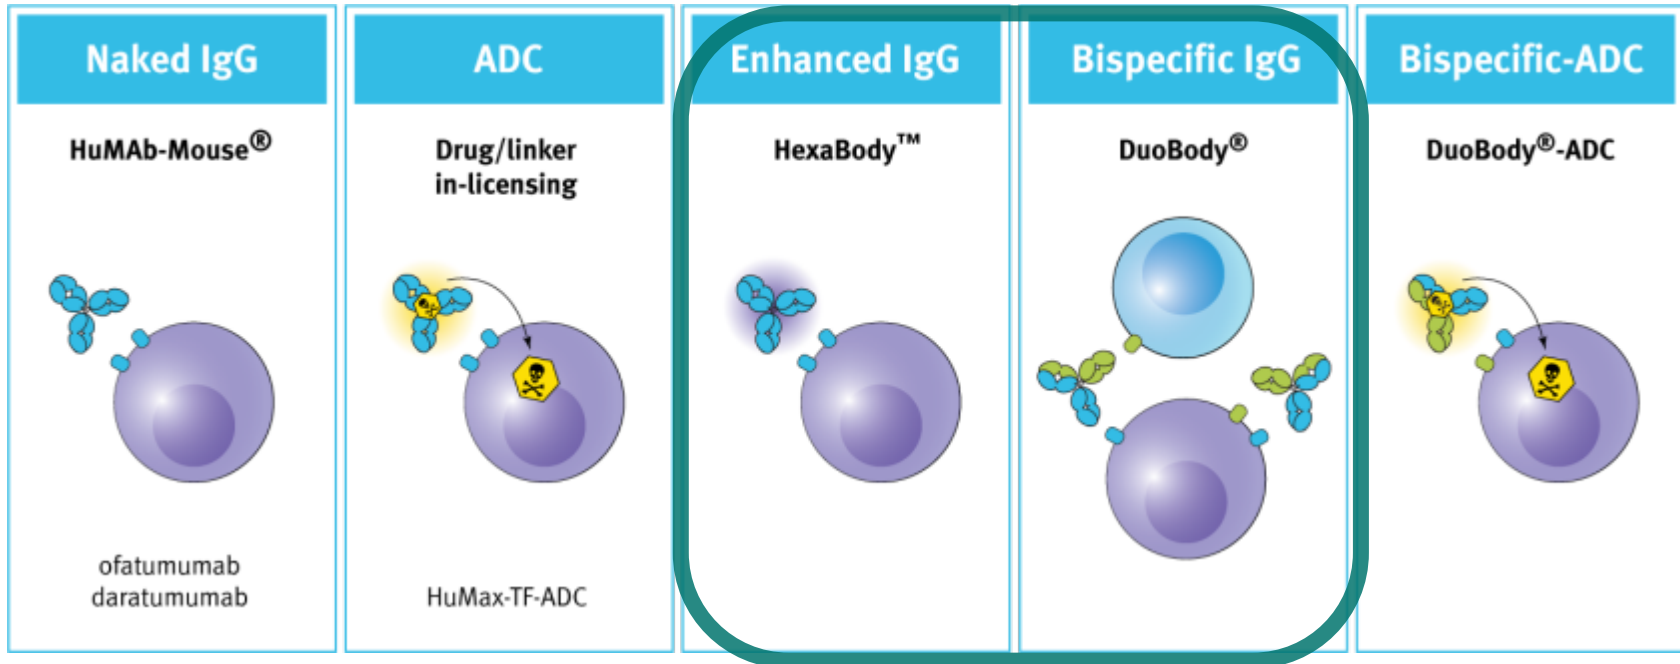 Naked IgG
HuMAb-Mouse®
ofatumumab
daratumumab
ADC
Drug/linker
in-licensing
HuMax-TF-ADC
Enhanced IgG
HexaBody™
Bispecific IgG
DuoBody®
Bispecific-ADC
DuoBody®-ADC